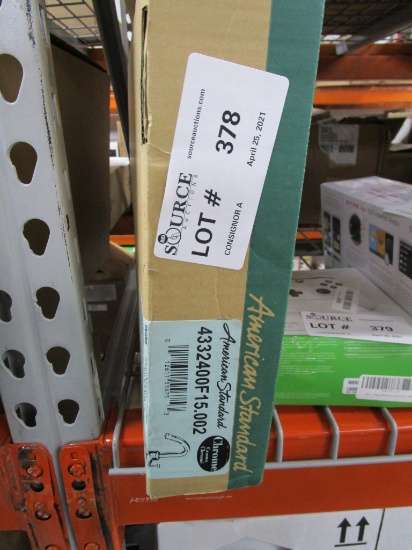 THE
SOURCE
AUCTIONS
sourceauctions.com
LOT # 378
CONSIGNOR A
April 25, 2021
American Standard
4332400F15.002
American Standard
Chrome
SOURCE
LOT # 379